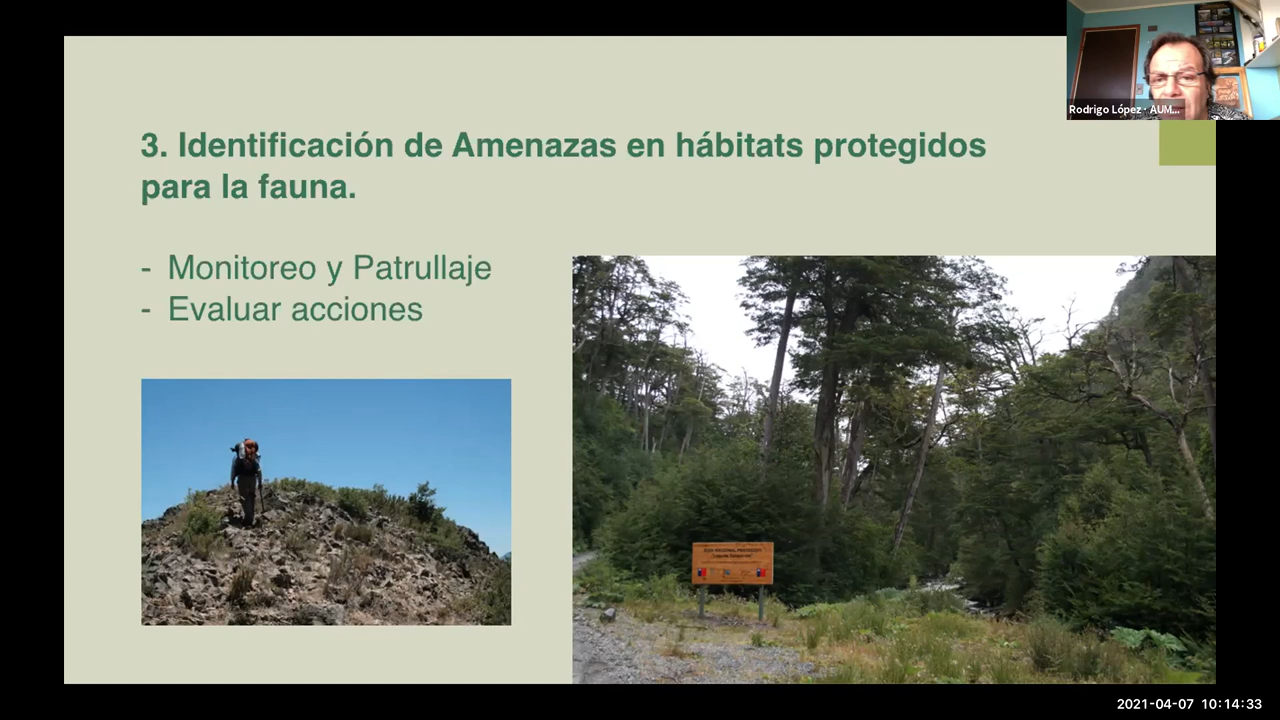 Rodrigo López - AUM...
3. Identificación de Amenazas en hábitats protegidos
para la fauna.
- Monitoreo y Patrullaje
- Evaluar acciones
2021-04-07 10:14:33